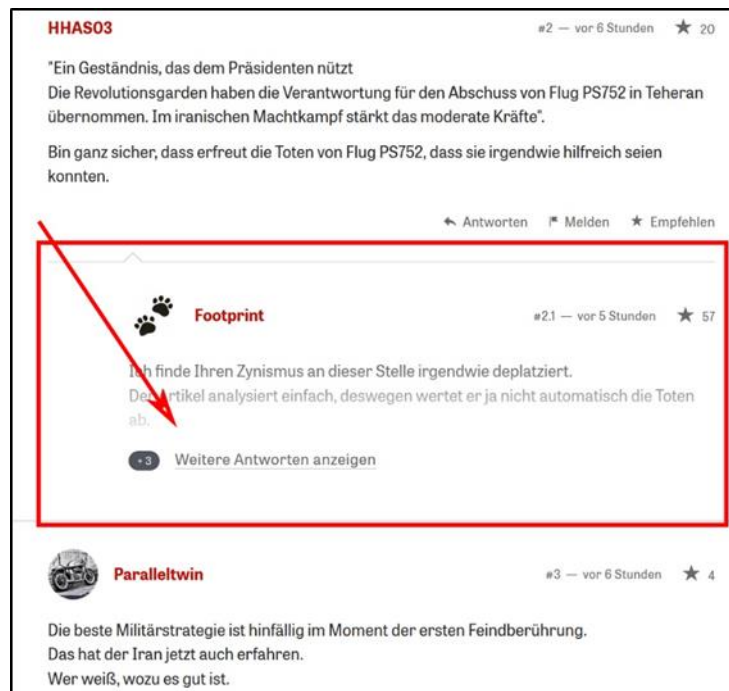 HHAS03 #2 — vor 6 Stunden ★ 20
"Ein Geständnis, das dem Präsidenten nützt
Die Revolutionsgarden haben die Verantwortung für den Abschuss von Flug PS752 in Teheran
übernommen. Im iranischen Machtkampf stärkt das moderate Kräfte".
Bin ganz sicher, dass erfreut die Toten von Flug PS752, dass sie irgendwie hilfreich seien
konnten.
Antworten Melden ★ Empfehlen
Footprint #2.1 — vor 5 Stunden ★ 57
Ich finde Ihren Zynismus an dieser Stelle irgendwie deplatziert.
Der Artikel analysiert einfach, deswegen wertet er ja nicht automatisch die Toten
ab.
+3 Weitere Antworten anzeigen
Paralleltwin #3 — vor 6 Stunden ★ 4
Die beste Militärstrategie ist hinfällig im Moment der ersten Feindberührung.
Das hat der Iran jetzt auch erfahren.
Wer weiß, wozu es gut ist.